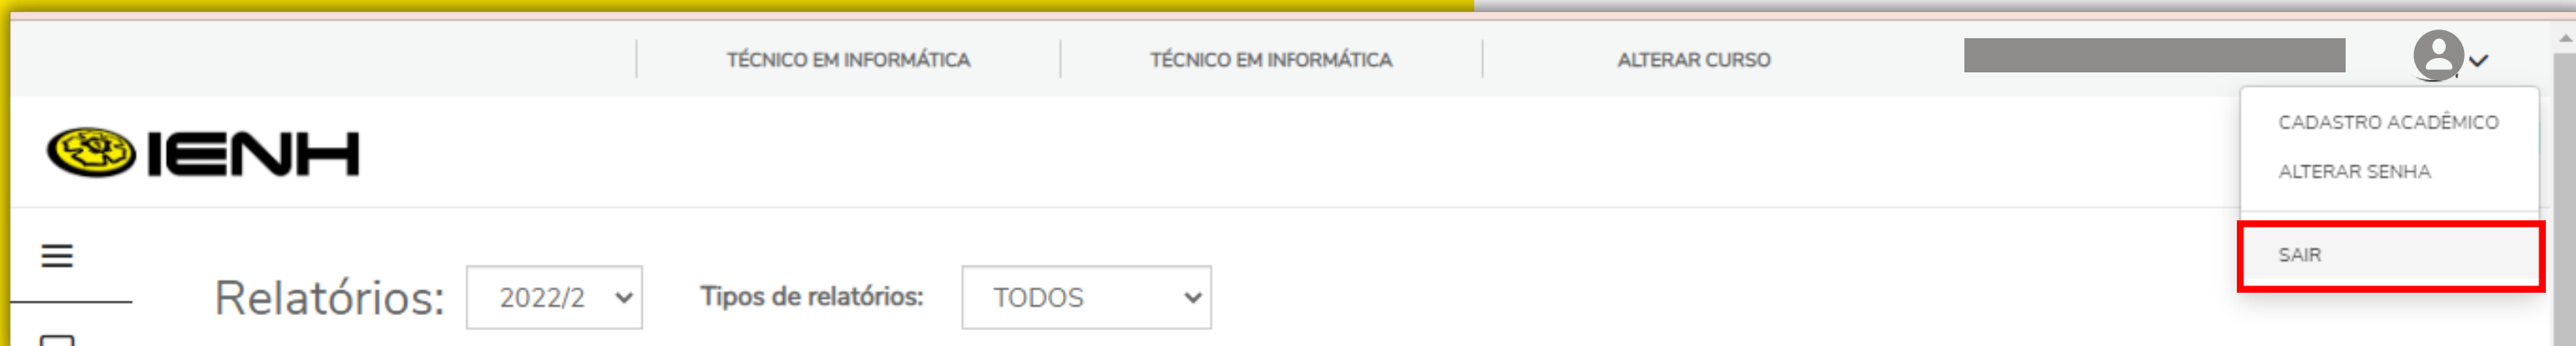 TÉCNICO EM INFORMÁTICA
TÉCNICO EM INFORMÁTICA
ALTERAR CURSO
IENH
CADASTRO ACADÊMICO
ALTERAR SENHA
SAIR
Relatórios:
2022/2
Tipos de relatórios:
TODOS